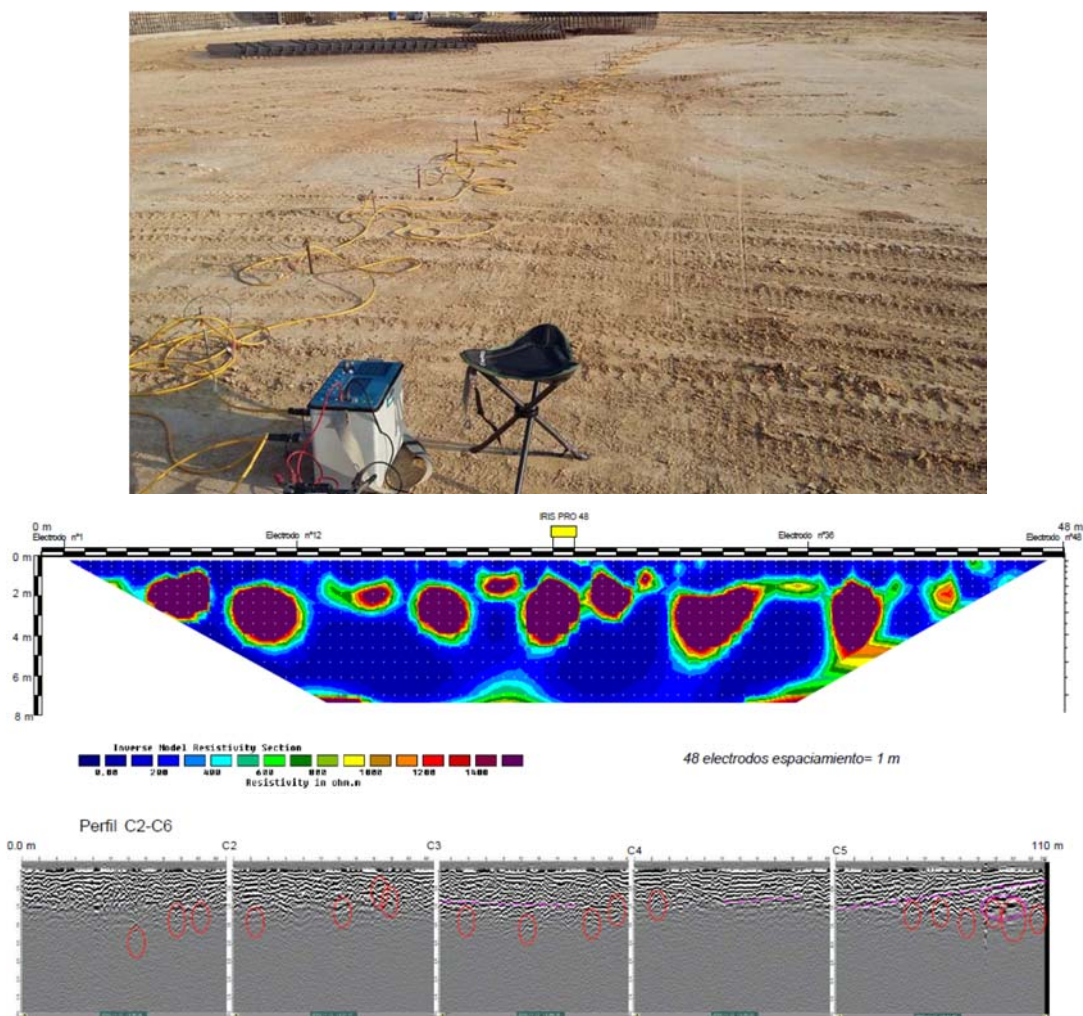 IRIS PRO 48
0 m
48 m
Electrodo nº1
Electrodo nº12
Electrodo nº36
Electrodo nº48
0 m
2 m
4 m
6 m
8 m
Inverse Model Resistivity Section
0.00 200 400 600 800 1000 1200 1400
Resistivity in ohm.m
48 electrodos espaciamiento= 1 m
Perfil C2-C6
0.0 m C2 C3 C4 C5 110 m